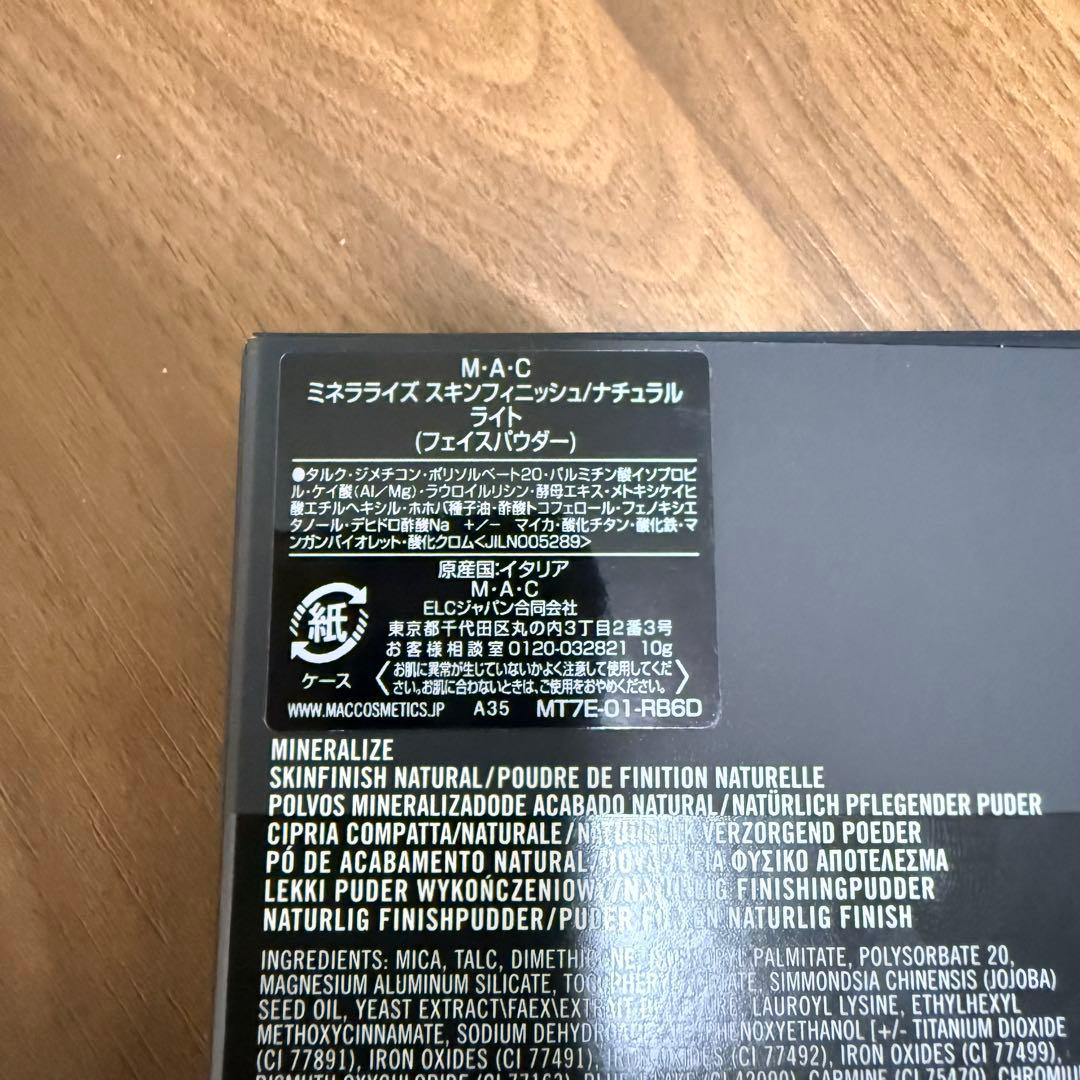 M·A·C
ミネラライズ スキンフィニッシュ/ナチュラル
ライト
(フェイスパウダー)
●タルク・ジメチコン・ポリソルベート20・パルミチン酸イソプロピ
ル・ケイ酸(Al/Mg)・ラウロイルリシン・酵母エキス・メトキシケイヒ
酸エチルヘキシル・ホホバ種子油・酢酸トコフェロール・フェノキシエ
タノール・デヒドロ酢酸Na +/- マイカ・酸化チタン・酸化鉄・マ
ンガンバイオレット・酸化クロム<JILN005289>
原産国:イタリア
M·A·C
ELCジャパン合同会社
東京都千代田区丸の内3丁目2番3号
お客様相談室0120-032821 10g
紙
ケース
〈お肌に異常が生じていないかよく注意して使用してくだ
さい。お肌に合わないときは、ご使用をおやめください。〉
WWW.MACCOSMETICS.JP A35 MT7E-01-RB6D
MINERALIZE
SKINFINISH NATURAL/POUDRE DE FINITION NATURELLE
POLVOS MINERALIZADODE ACABADO NATURAL/NATÜRLICH PFLEGENDER PUDER
CIPRIA COMPATTA/NATURALE/ VERZORGEND POEDER
PÓ DE ACABAMENTO NATURAL/ ΦΥΣΙΚΟ ΑΠΟΤΕΛΕΣΜΑ
LEKKI PUDER FINISHINGPUDDER
NATURLIG FINISHPUDDER/PUDER NATURLIG FINISH
INGREDIENTS: MICA, TALC, PALMITATE, POLYSORBATE 20,
MAGNESIUM ALUMINUM SILICATE, SIMMONDSIA CHINENSIS (JOJOBA)
SEED OIL, YEAST EXTRACT\FAEX\ LAUROYL LYSINE, ETHYLHEXYL
METHOXYCINNAMATE, SODIUM [+/- TITANIUM DIOXIDE
(CI 77891), IRON OXIDES (CI 77491), (CI 77492), IRON OXIDES (CI 77499),